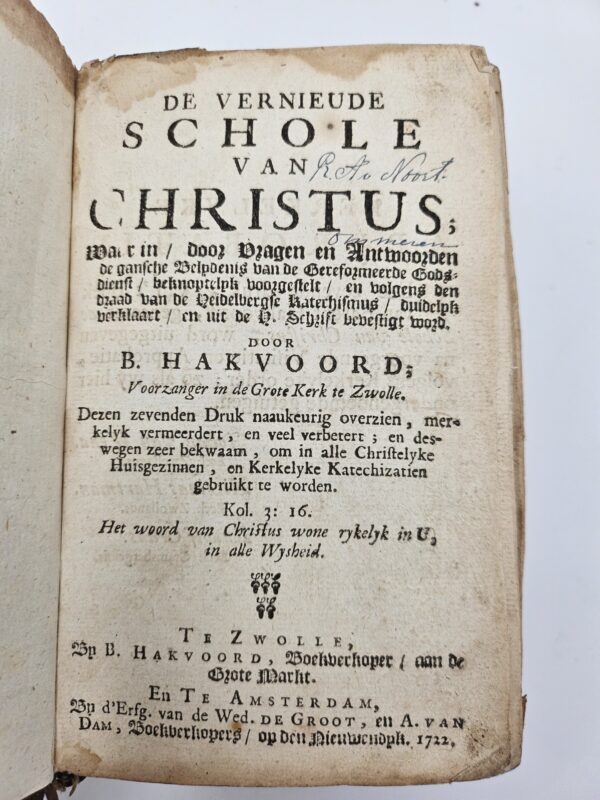 DE VERNIEUDE
SCHOLE
VAN
R. A. v Noort.
CHRISTUS;
Ommeren
Waar in / door Vragen en Antwoorden
de gansche Belydenis van de Gereformeerde Gods-
dienst / beknoptelyk voorgestelt / en volgens den
draad van de Heidelbergse Katechismus / duidelyk
verklaart / en uit de H. Schrift bevestigt word.
DOOR
B. HAKVOORD;
Voorzanger in de Grote Kerk te Zwolle.
Dezen zevenden Druk naaukeurig overzien, mer-
kelyk vermeerdert, en veel verbetert; en des-
wegen zeer bekwaam, om in alle Christelyke
Huisgezinnen, en Kerkelyke Katechizatien
gebruikt te worden.
Kol. 3: 16.
Het woord van Christus wone rykelyk in U,
in alle Wysheid.
TE ZWOLLE,
By B. HAKVOORD, Boekverkoper / aan de
Grote Markt.
En TE AMSTERDAM,
By d'Erfg. van de Wed. DE GROOT, en A. VAN
DAM, Boekverkopers / op den Nieuwendyk. 1722.